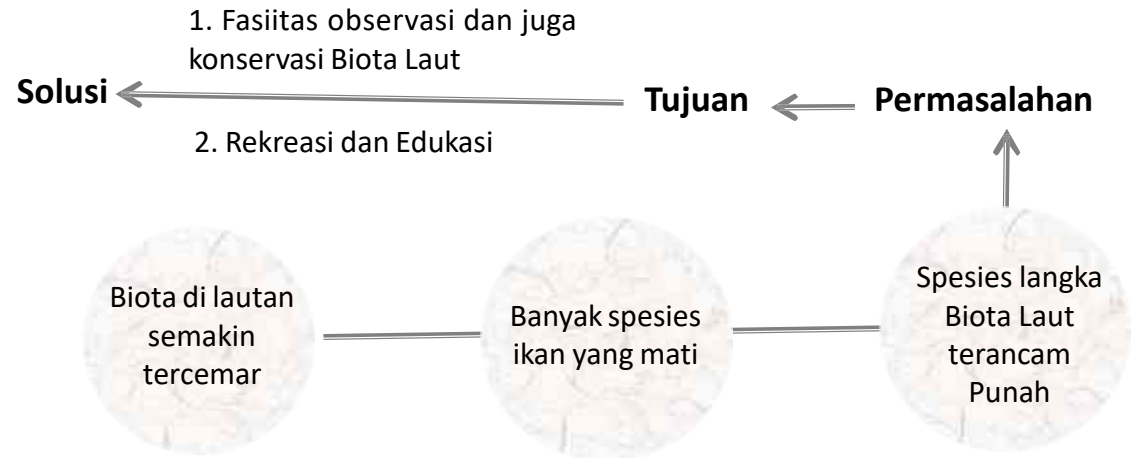 1. Fasiitas observasi dan juga
konservasi Biota Laut
Solusi
Tujuan
Permasalahan
2. Rekreasi dan Edukasi
Biota di lautan
semakin
tercemar
Banyak spesies
ikan yang mati
Spesies langka
Biota Laut
terancam
Punah